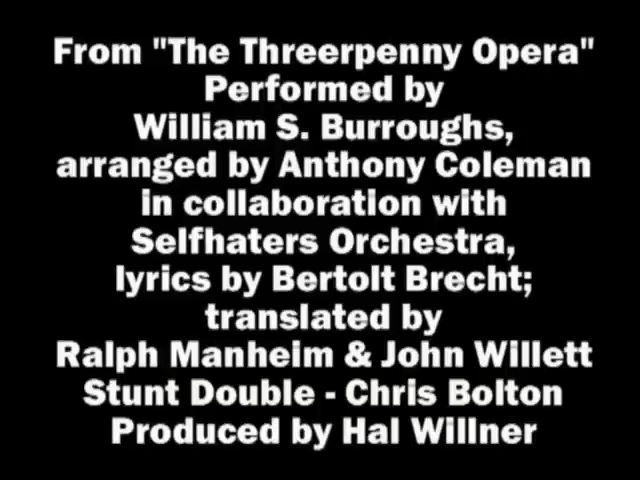 From "The Threerpenny Opera"
Performed by
William S. Burroughs,
arranged by Anthony Coleman
in collaboration with
Selfhaters Orchestra,
lyrics by Bertolt Brecht;
translated by
Ralph Manheim & John Willett
Stunt Double - Chris Bolton
Produced by Hal Willner